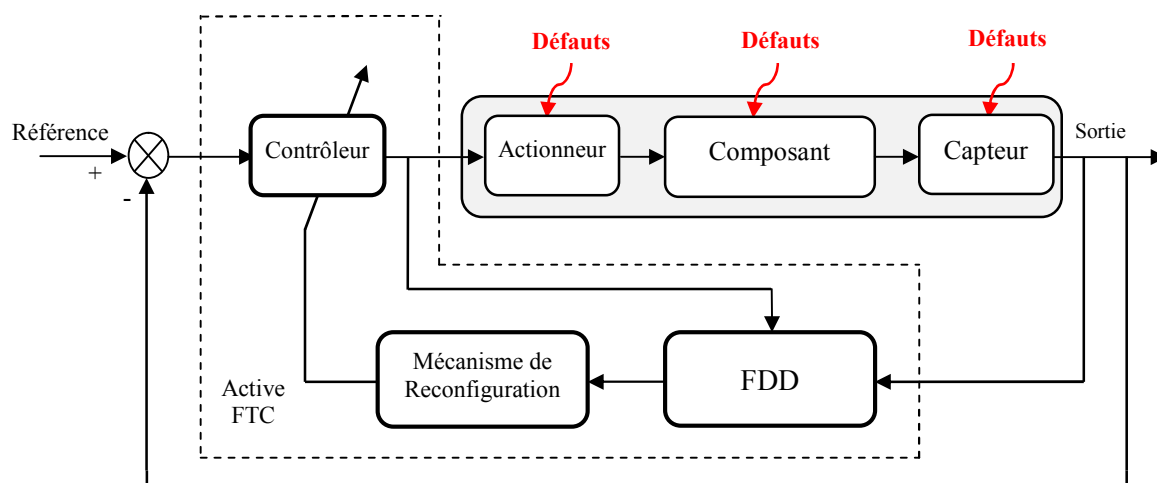 Défauts
Défauts
Défauts
Référence
+
-
Contrôleur
Actionneur
Composant
Capteur
Sortie
Mécanisme de
Reconfiguration
FDD
Active
FTC